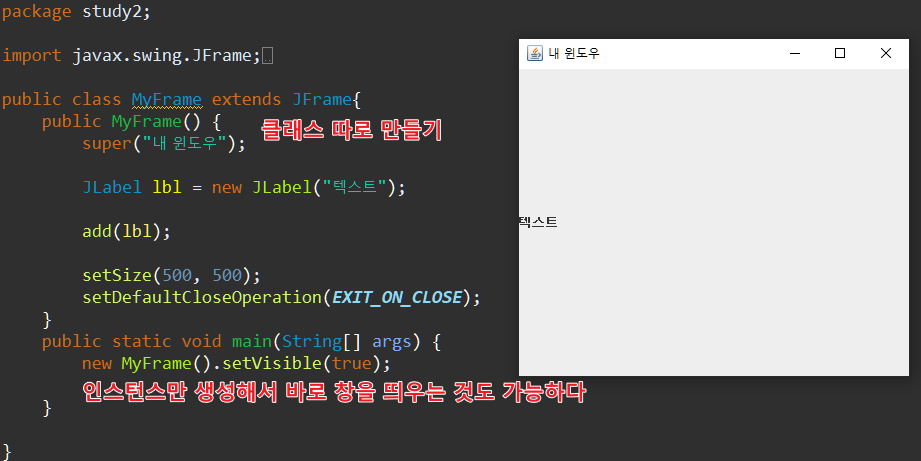 package study2;
import javax.swing.JFrame;
public class MyFrame extends JFrame{
public MyFrame() {
클래스 따로 만들기
super("내 윈도우");
JLabel lbl = new JLabel("텍스트");
add(lbl);
setSize(500, 500);
setDefaultCloseOperation(EXIT_ON_CLOSE);
}
public static void main(String[] args) {
new MyFrame().setVisible(true);
인스턴스만 생성해서 바로 창을 띄우는 것도 가능하다
}
}
내 윈도우
텍스트